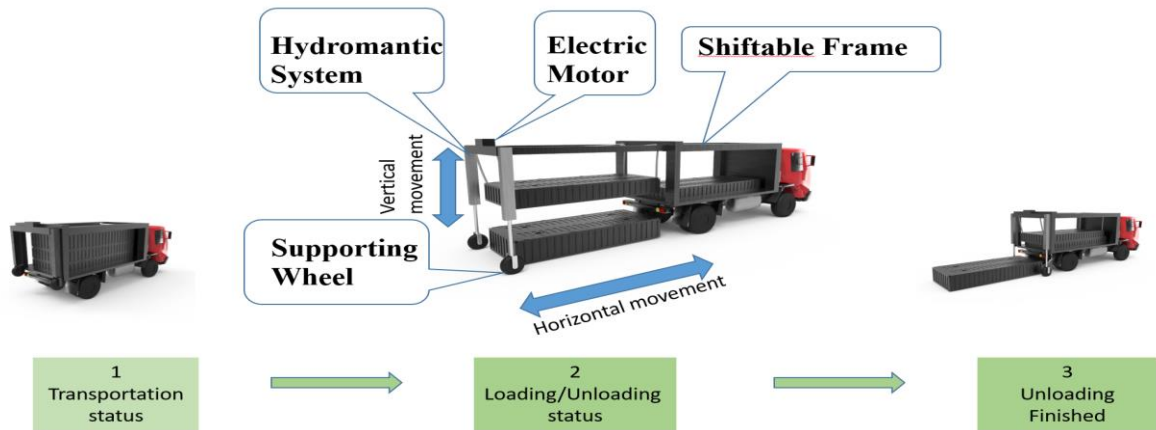 Hydromantic
System
Electric
Motor
Shiftable Frame
Vertical
movement
Supporting
Wheel
Horizontal movement
1
Transportation
status
2
Loading/Unloading
status
3
Unloading
Finished